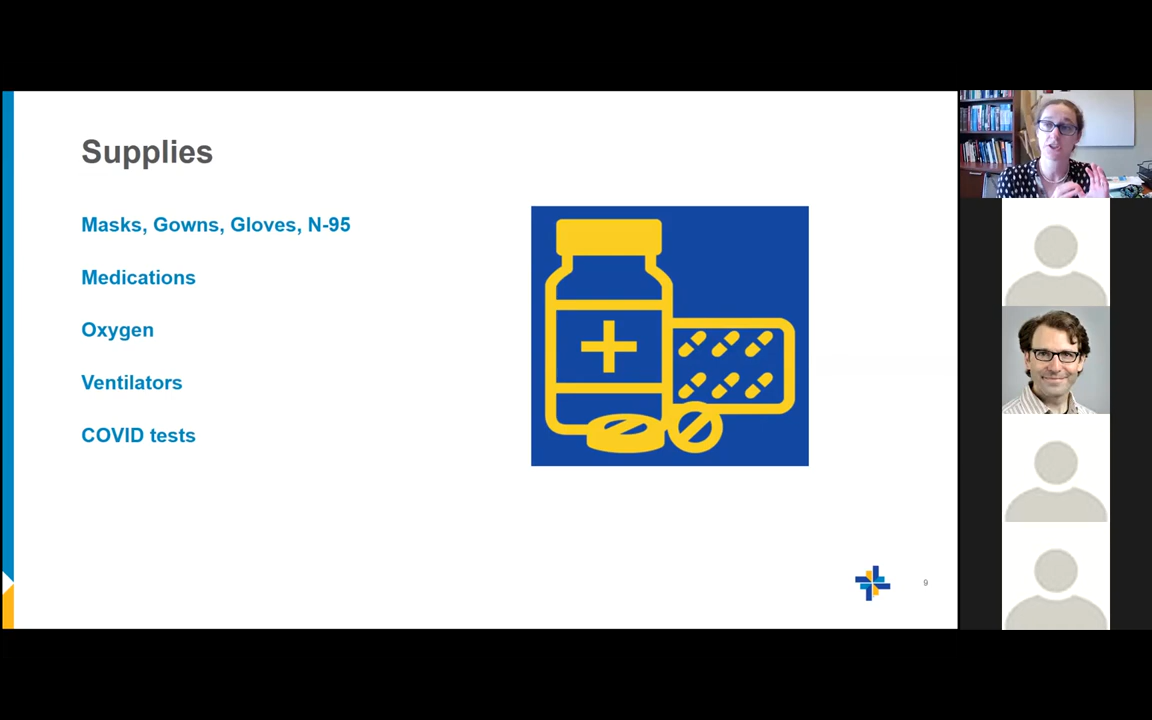 Supplies
Masks, Gowns, Gloves, N-95
Medications
Oxygen
Ventilators
COVID tests
9